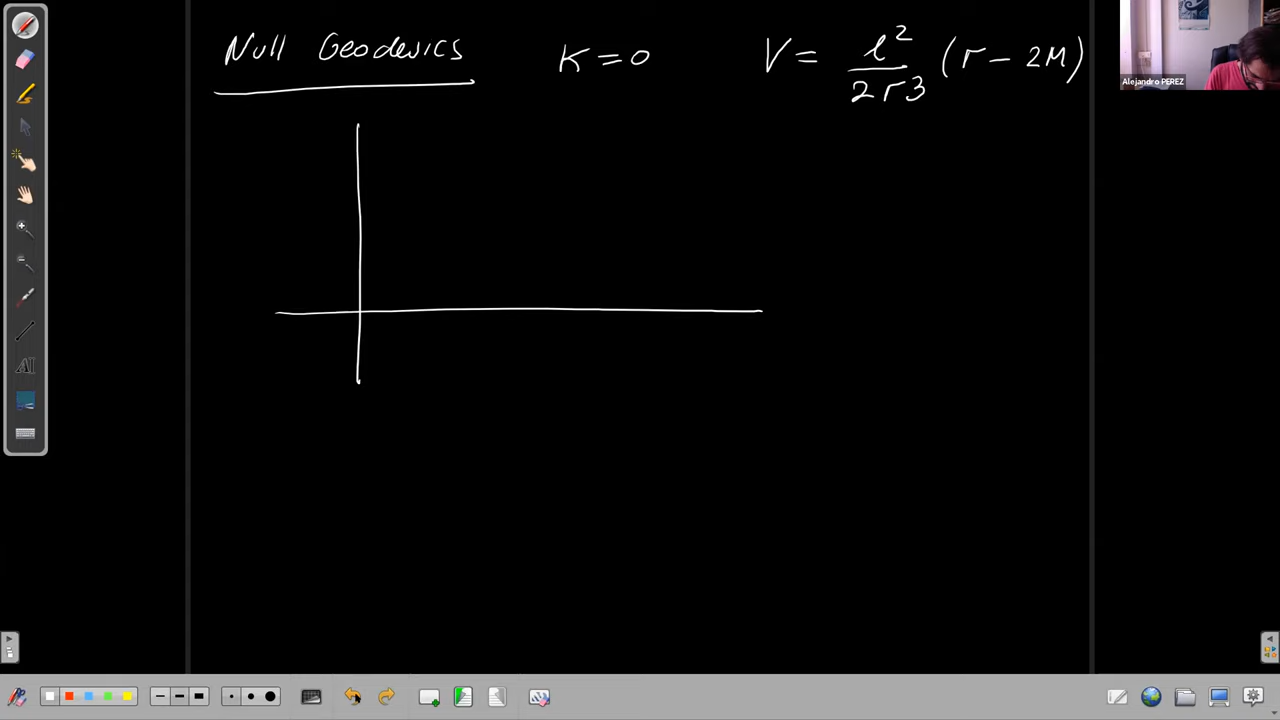 Null Geodesics K=0 V= ℓ²/2r3 (r - 2M)
Alejandro PEREZ